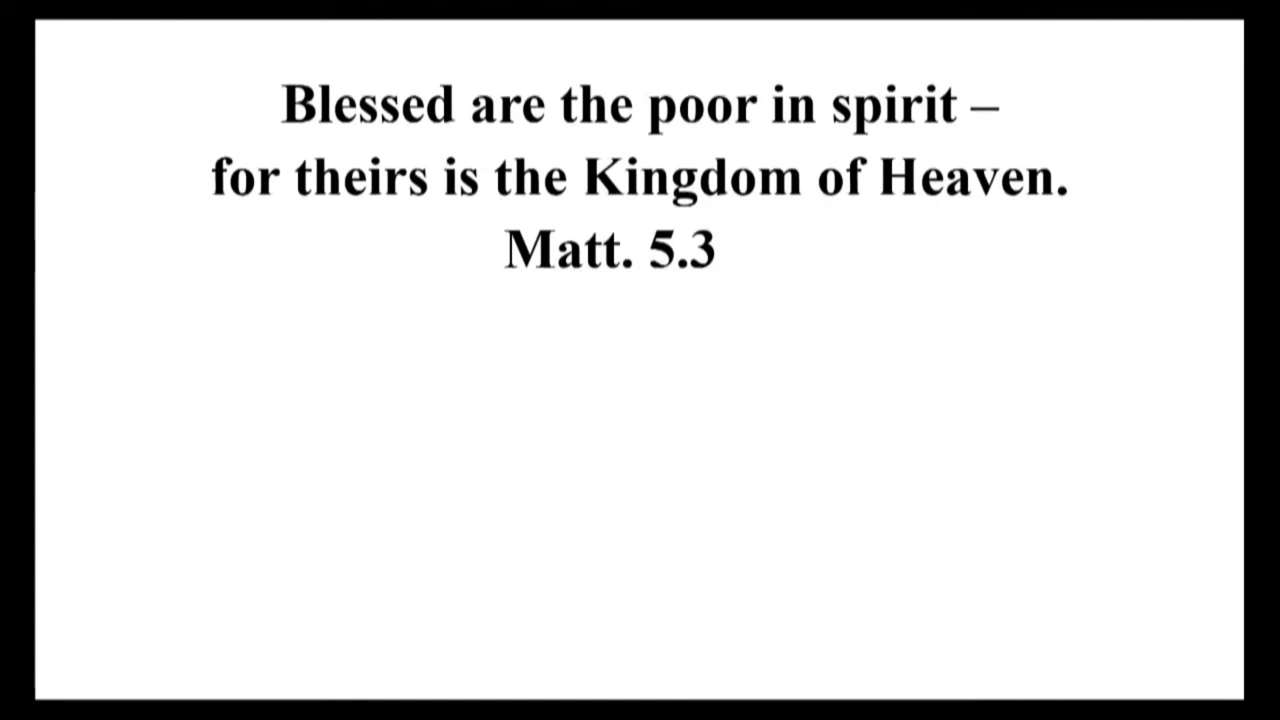 Blessed are the poor in spirit –
for theirs is the Kingdom of Heaven.
Matt. 5.3